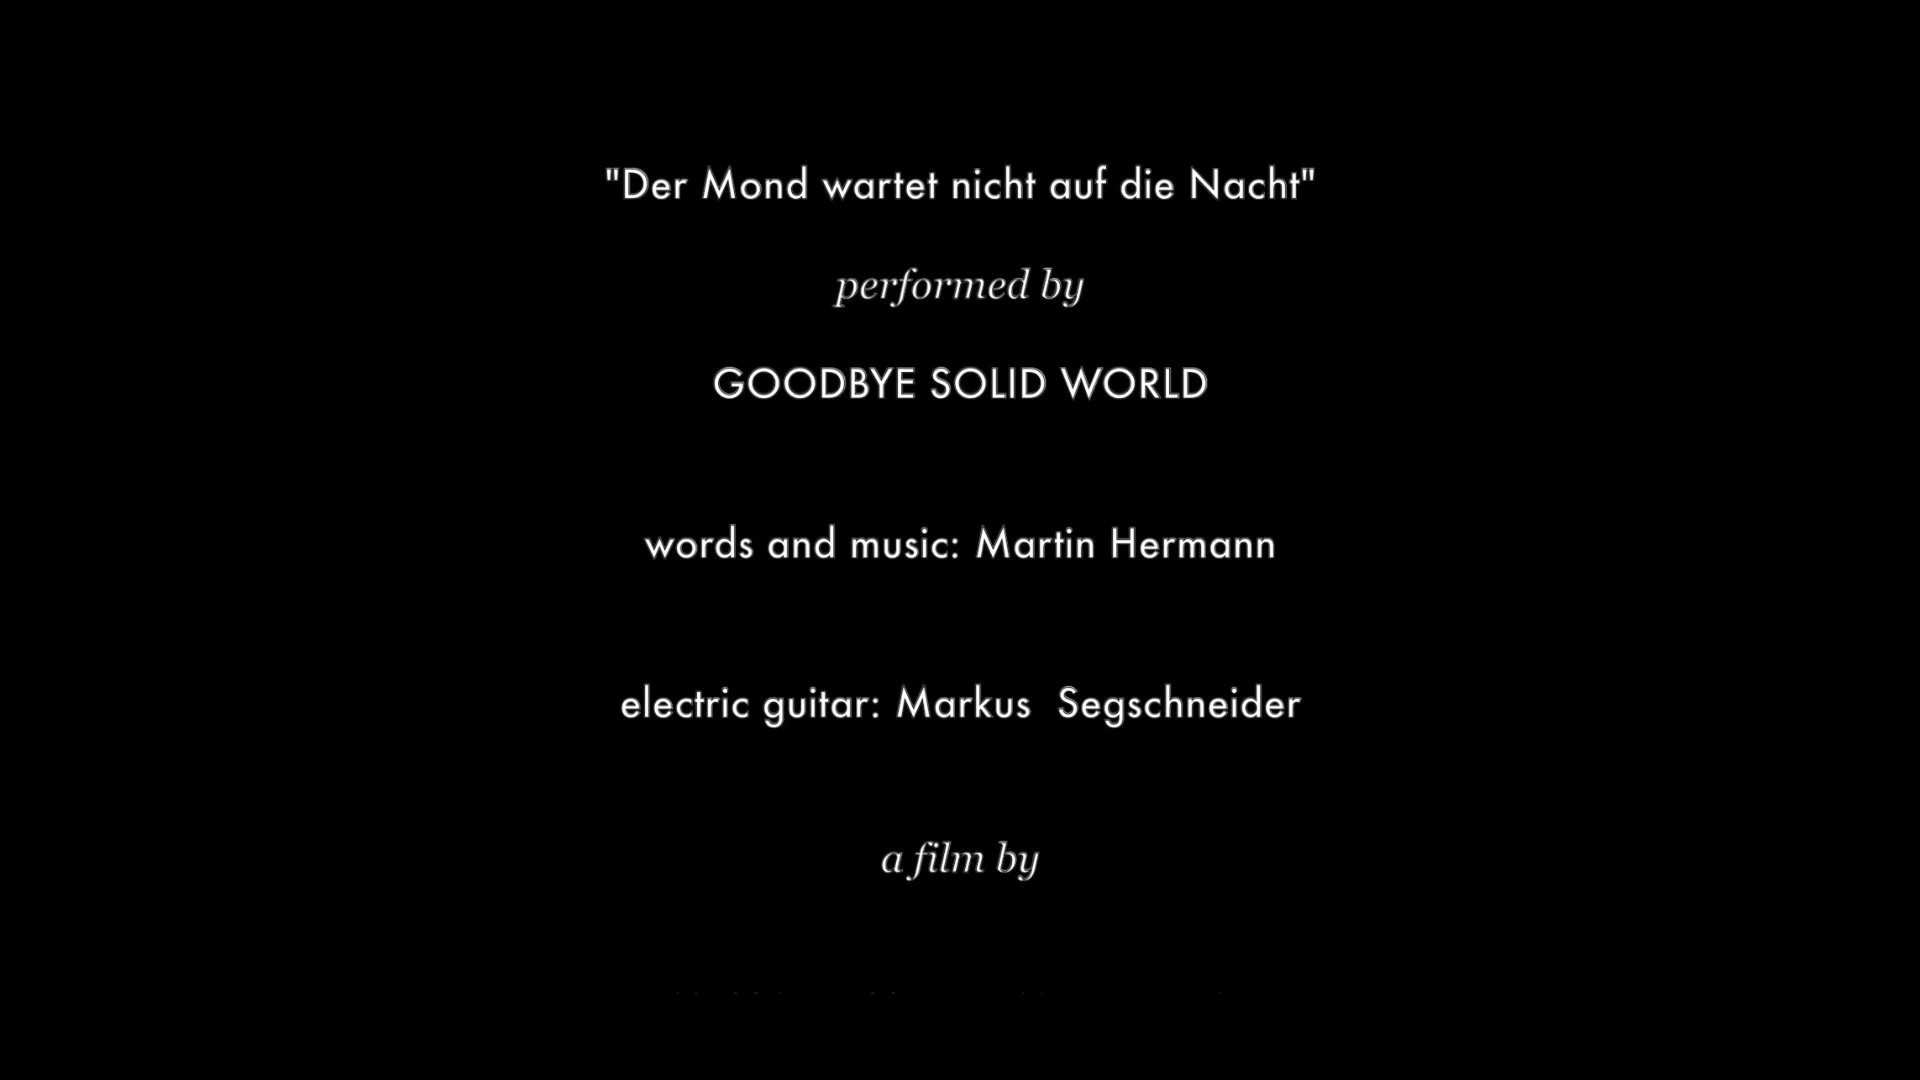 "Der Mond wartet nicht auf die Nacht"
performed by
GOODBYE SOLID WORLD
words and music: Martin Hermann
electric guitar: Markus  Segschneider
a film by